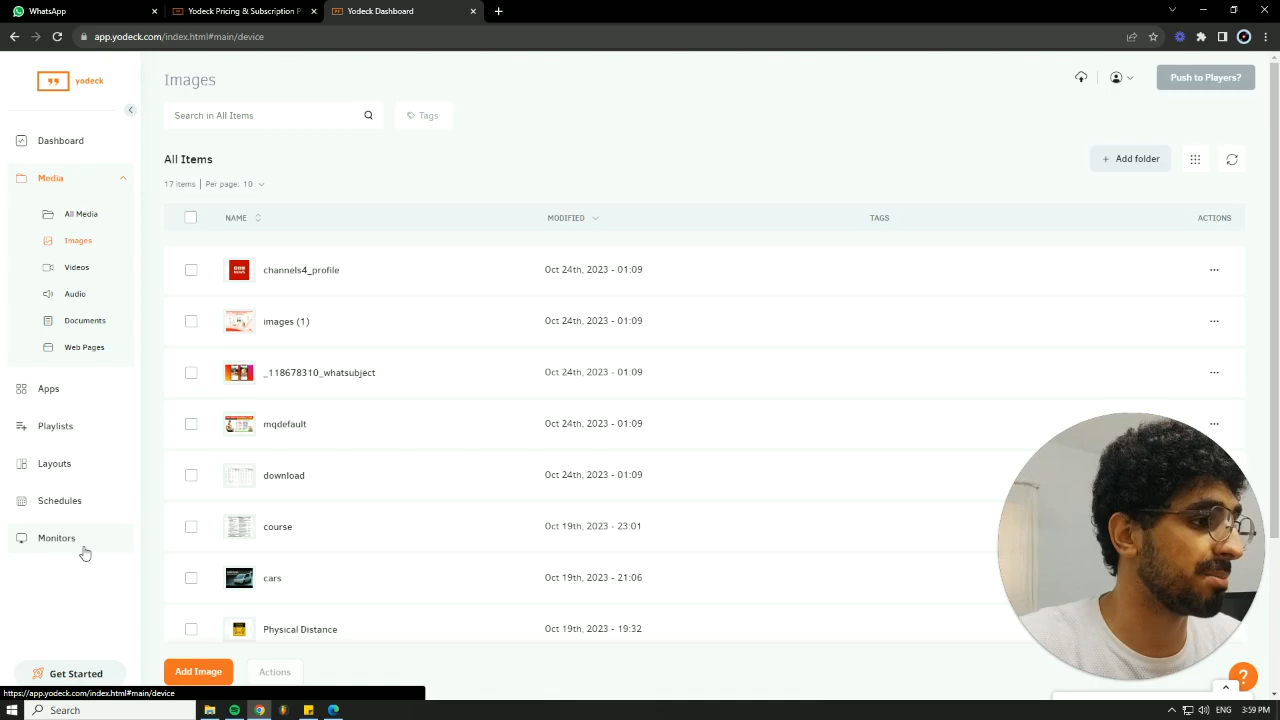 WhatsApp
Yodeck Pricing & Subscription P
Yodeck Dashboard
app.yodeck.com/index.html#main/device
yodeck
Images
Push to Players?
Search in All Items
Tags
Dashboard
All Items
Add folder
Media
17 items
Per page: 10
All Media
NAME
MODIFIED
TAGS
ACTIONS
Images
Videos
channels4_profile
Oct 24th, 2023 - 01:09
Audio
Documents
images (1)
Oct 24th, 2023 - 01:09
Web Pages
_118678310_whatsubject
Oct 24th, 2023 - 01:09
Apps
Playlists
mqdefault
Oct 24th, 2023 - 01:09
Layouts
download
Oct 24th, 2023 - 01:09
Schedules
course
Oct 19th, 2023 - 23:01
Monitors
cars
Oct 19th, 2023 - 21:06
Physical Distance
Oct 19th, 2023 - 19:32
Get Started
Add Image
Actions
?
https://app.yodeck.com/index.html#main/device
Search
ENG
3:59 PM